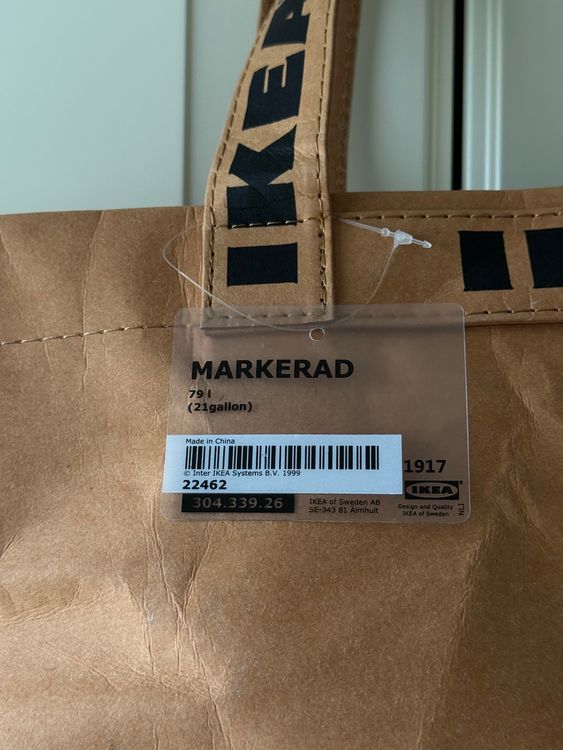 IKEA
MARKERAD
79 l
(21gallon)
Made in China
© Inter IKEA Systems B.V. 1999
22462
304.339.26
IKEA of Sweden AB
SE-343 81 Älmhult
1917
IKEA
Design and Quality
IKEA of Sweden